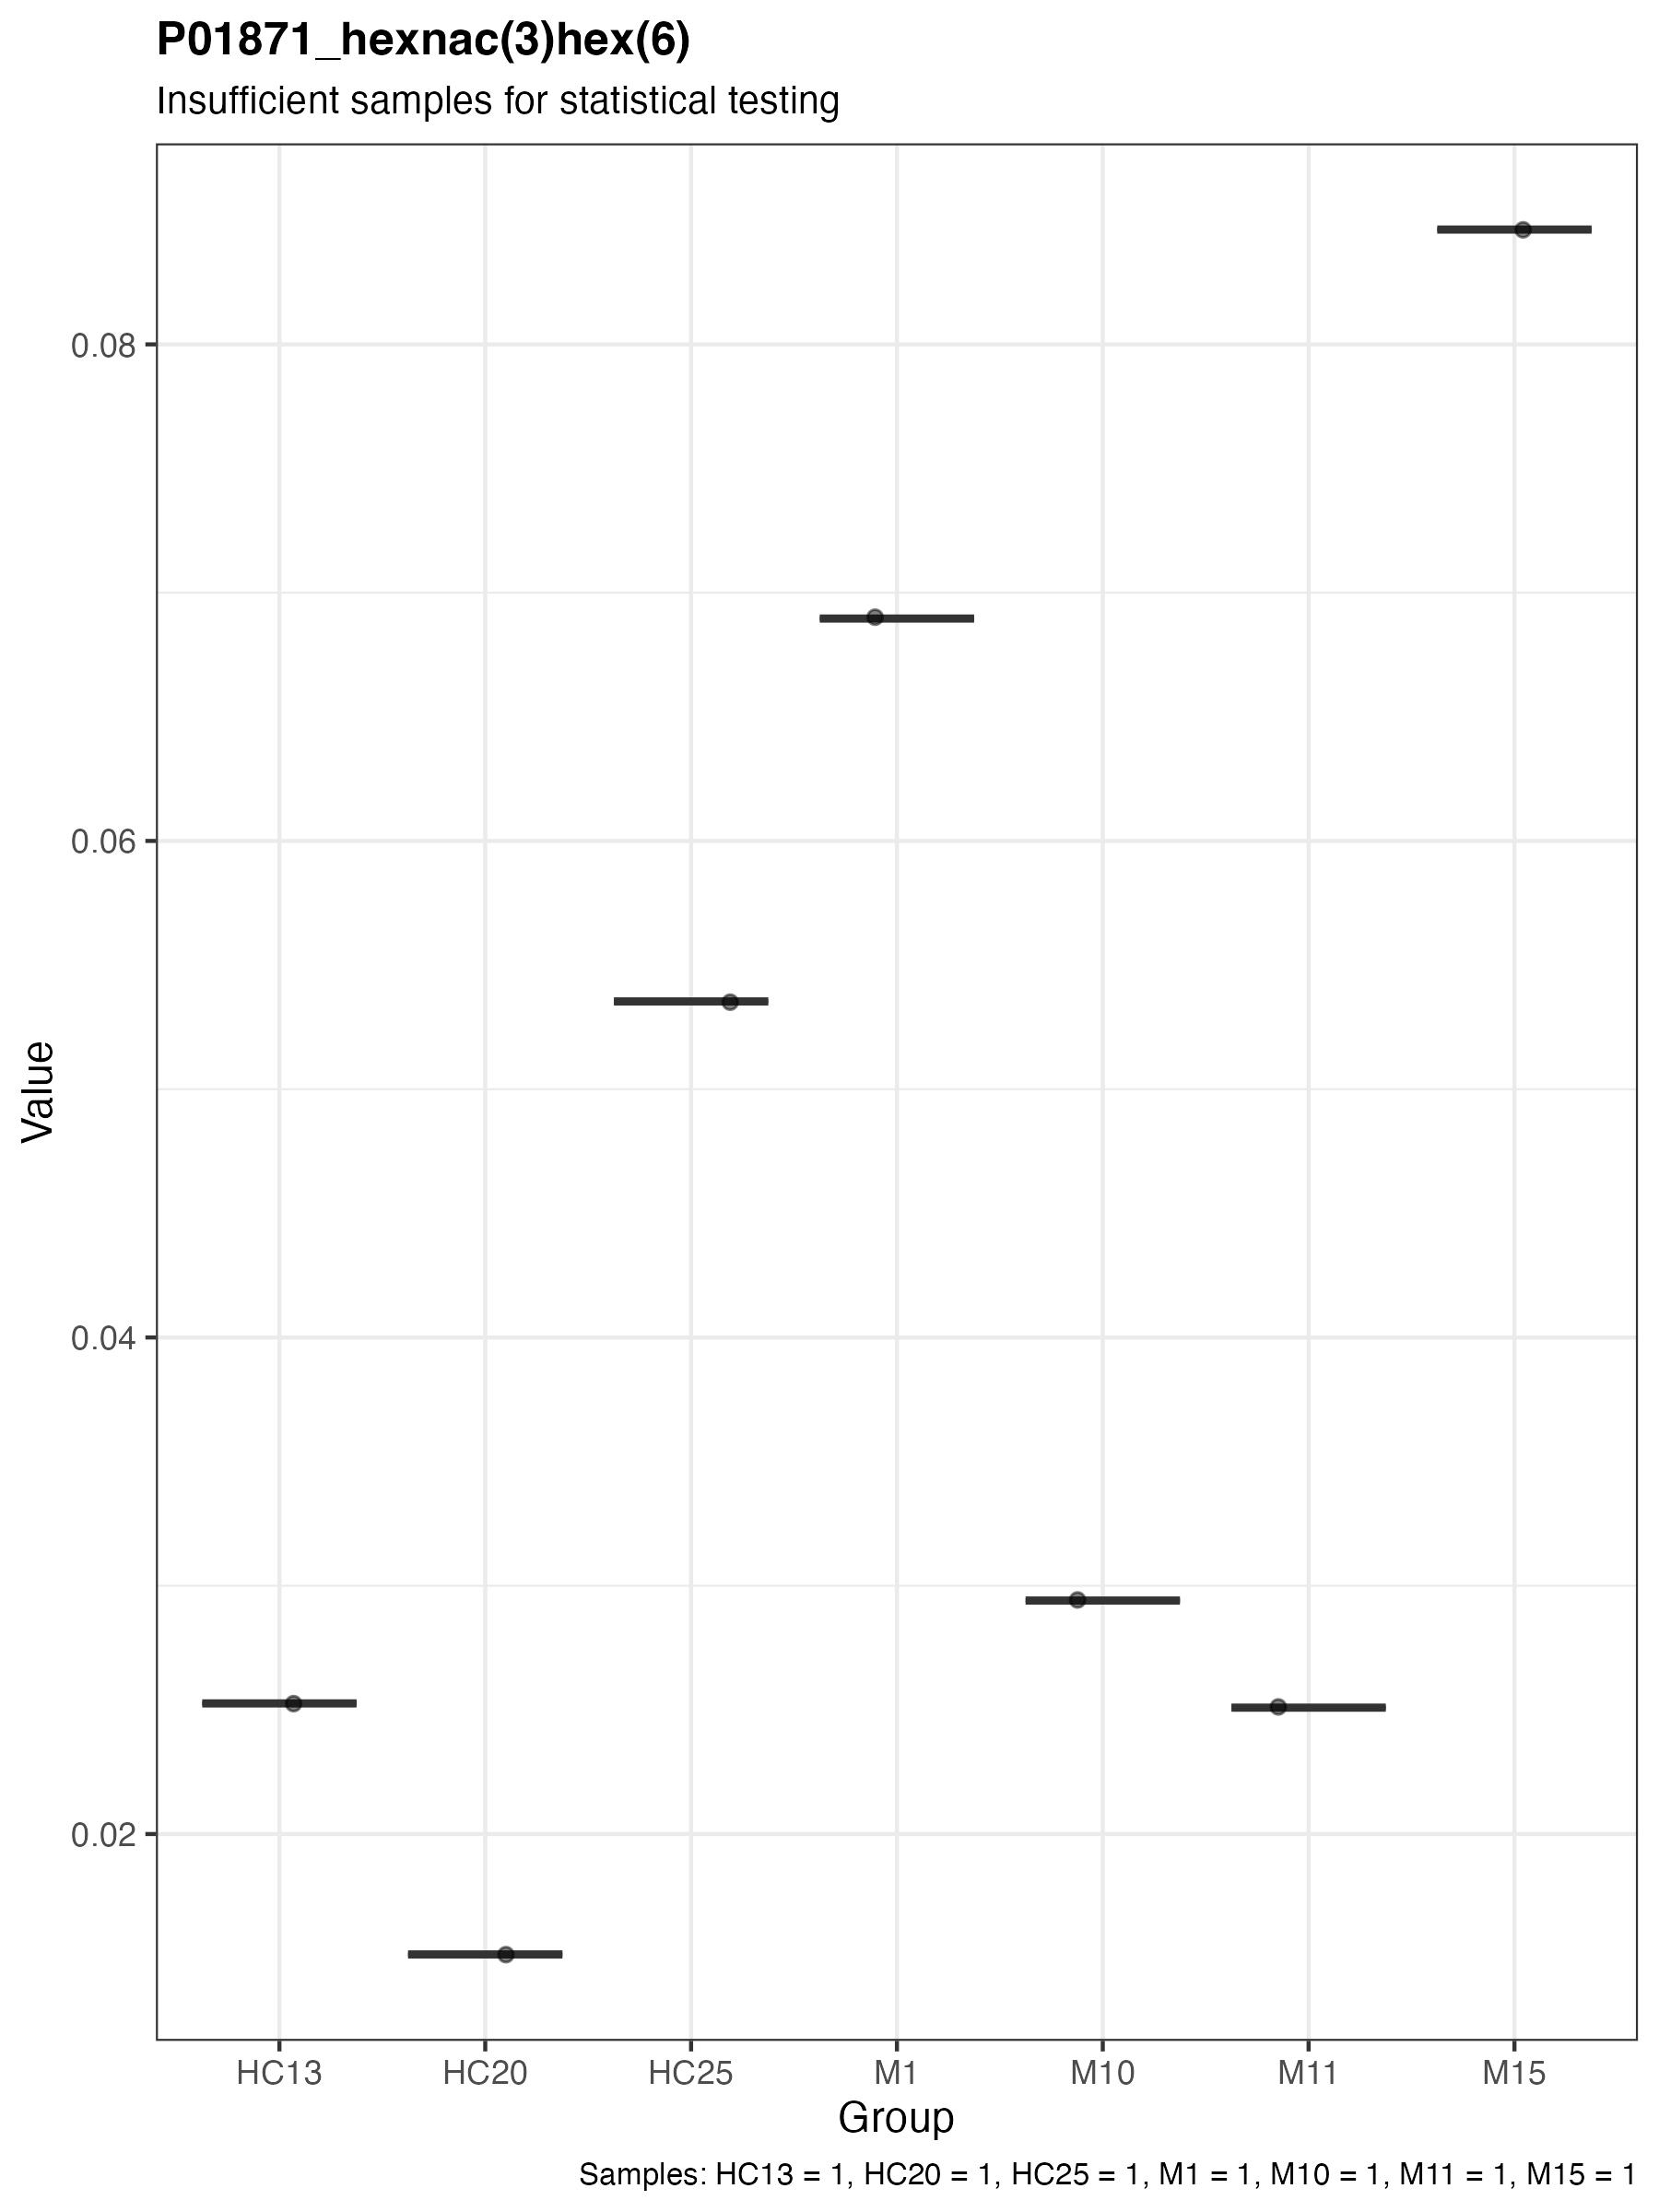 P01871_hexnac(3)hex(6)
Insufficient samples for statistical testing
Value
0.08
0.06
0.04
0.02
HC13 HC20 HC25 M1 M10 M11 M15
Group
Samples: HC13 = 1, HC20 = 1, HC25 = 1, M1 = 1, M10 = 1, M11 = 1, M15 = 1